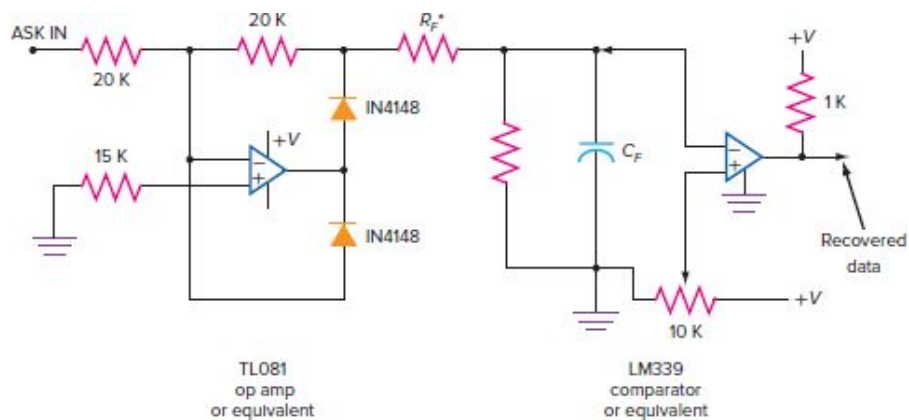 ASK IN
20 K
20 K
R_F*
+V
1 K
IN4148
+V
15 K
−
+
C_F
−
+
IN4148
Recovered
data
+V
10 K
TL081
op amp
or equivalent
LM339
comparator
or equivalent